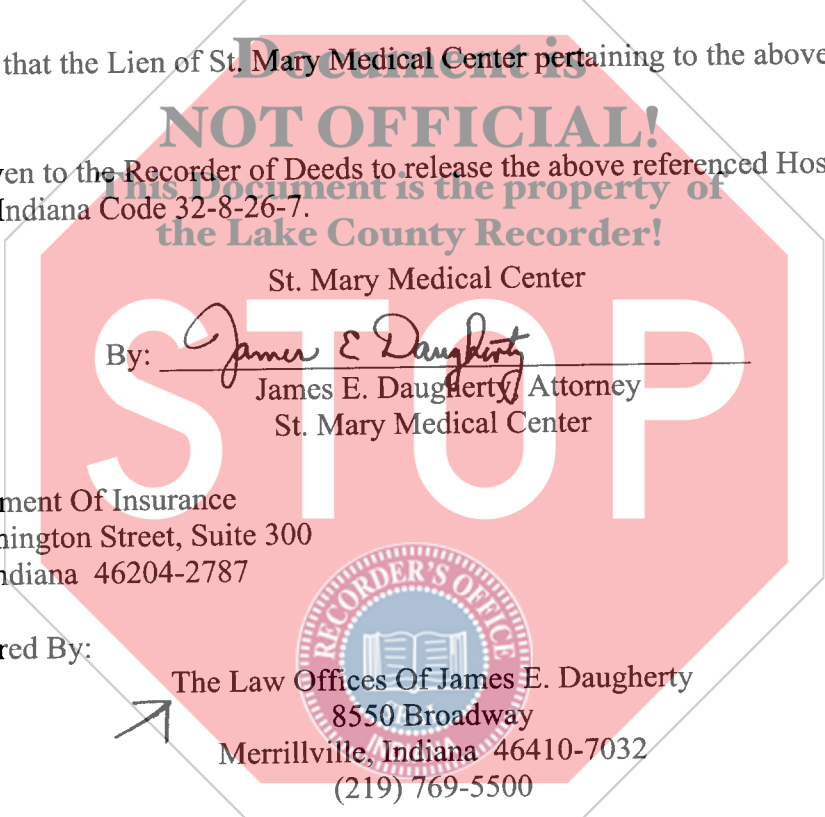 Document is
that the Lien of St. Mary Medical Center pertaining to the above
NOT OFFICIAL!
ven to the Recorder of Deeds to release the above referenced Hos
This Document is the property of
Indiana Code 32-8-26-7.
the Lake County Recorder!
St. Mary Medical Center
STOP
By: James E Daugherty
James E. Daugherty, Attorney
St. Mary Medical Center
ment Of Insurance
hington Street, Suite 300
ndiana 46204-2787
RECORDER'S OFFICE
red By:
The Law Offices Of James E. Daugherty
8550 Broadway
Merrillville, Indiana 46410-7032
INDIANA
(219) 769-5500